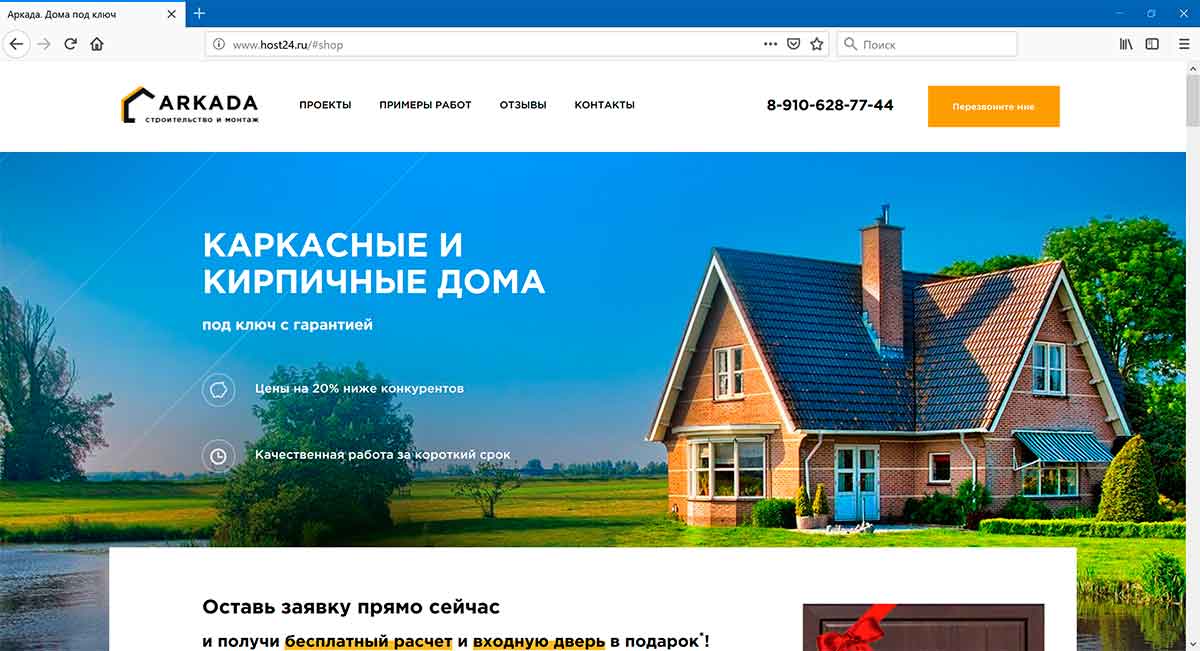 Аркада. Дома под ключ
www.host24.ru/#shop
Поиск
ARKADA
строительство и монтаж
ПРОЕКТЫ
ПРИМЕРЫ РАБОТ
ОТЗЫВЫ
КОНТАКТЫ
8-910-628-77-44
Перезвоните мне
КАРКАСНЫЕ И
КИРПИЧНЫЕ ДОМА
под ключ с гарантией
Цены на 20% ниже конкурентов
Качественная работа за короткий срок
Оставь заявку прямо сейчас
и получи бесплатный расчет и входную дверь в подарок*!